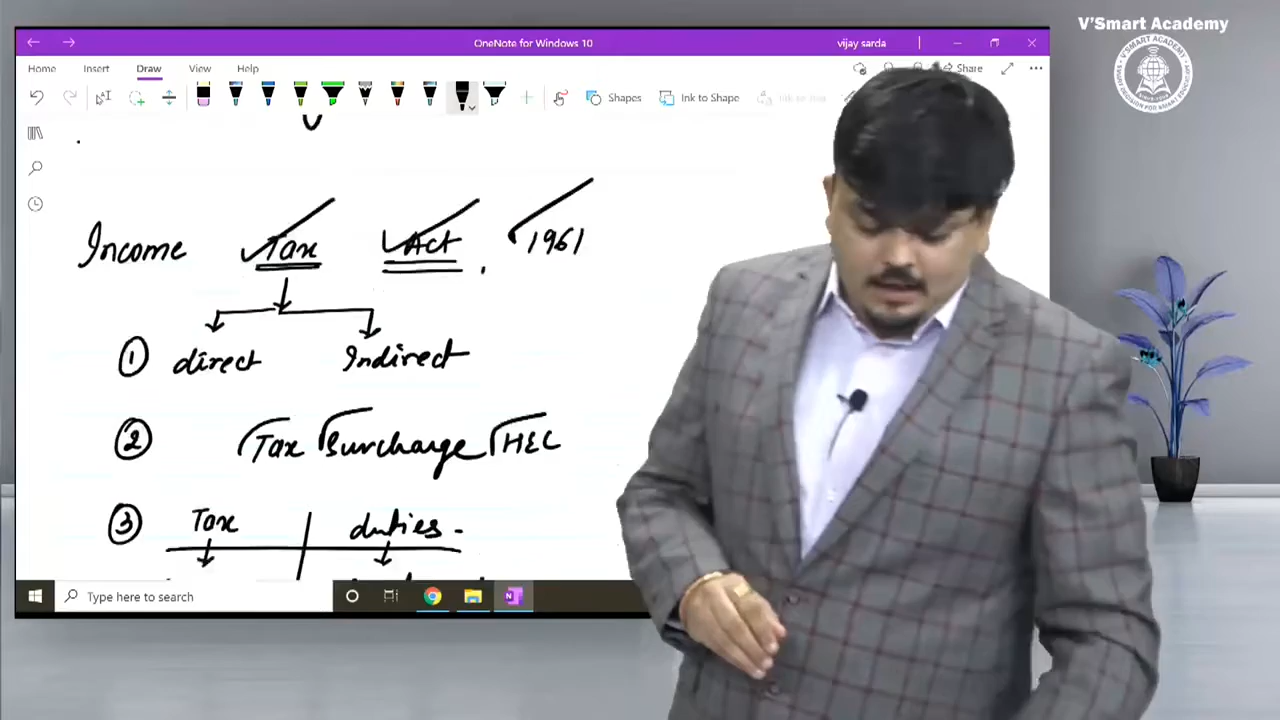 V'Smart Academy
OneNote for Windows 10
vijay sarda
Home Insert Draw View Help
Share
Shapes Ink to Shape
Income Tax Act, 1961
① direct Indirect
② Tax Surcharge HEC
③ Tax duties -
Type here to search